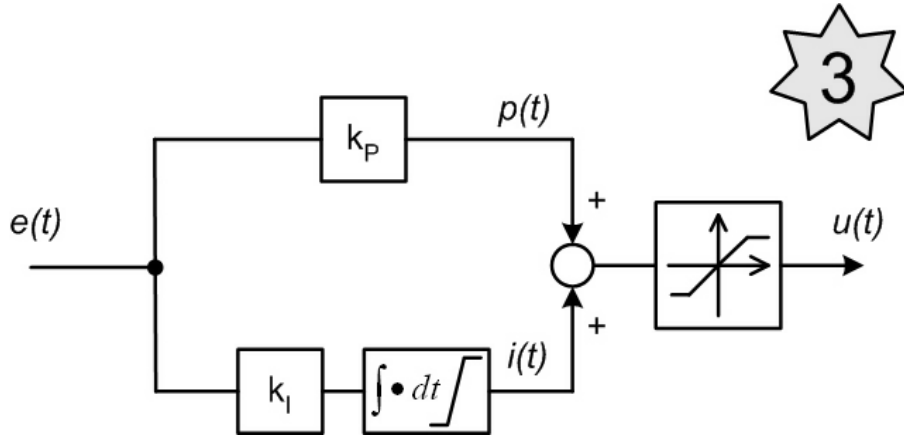 3
p(t)
k_P
+
e(t)
u(t)
+
i(t)
k_I
∫•dt